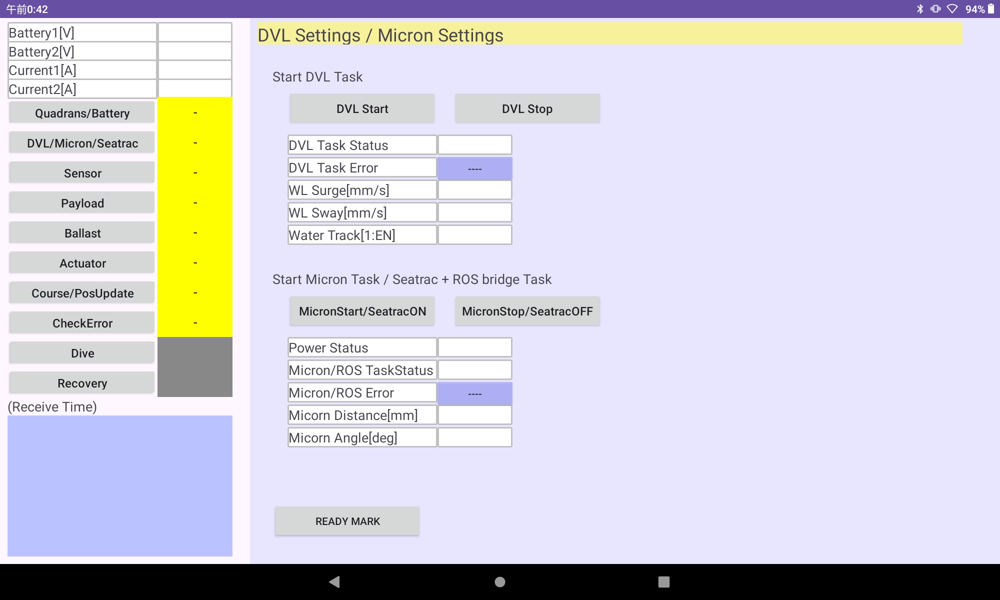 午前0:42
94%
Battery1[V]
Battery2[V]
Current1[A]
Current2[A]
Quadrans/Battery -
DVL/Micron/Seatrac -
Sensor -
Payload -
Ballast -
Actuator -
Course/PosUpdate -
CheckError -
Dive
Recovery
(Receive Time)
DVL Settings / Micron Settings
Start DVL Task
DVL Start DVL Stop
DVL Task Status
DVL Task Error ----
WL Surge[mm/s]
WL Sway[mm/s]
Water Track[1:EN]
Start Micron Task / Seatrac + ROS bridge Task
MicronStart/SeatracON MicronStop/SeatracOFF
Power Status
Micron/ROS TaskStatus
Micron/ROS Error ----
Micorn Distance[mm]
Micorn Angle[deg]
READY MARK